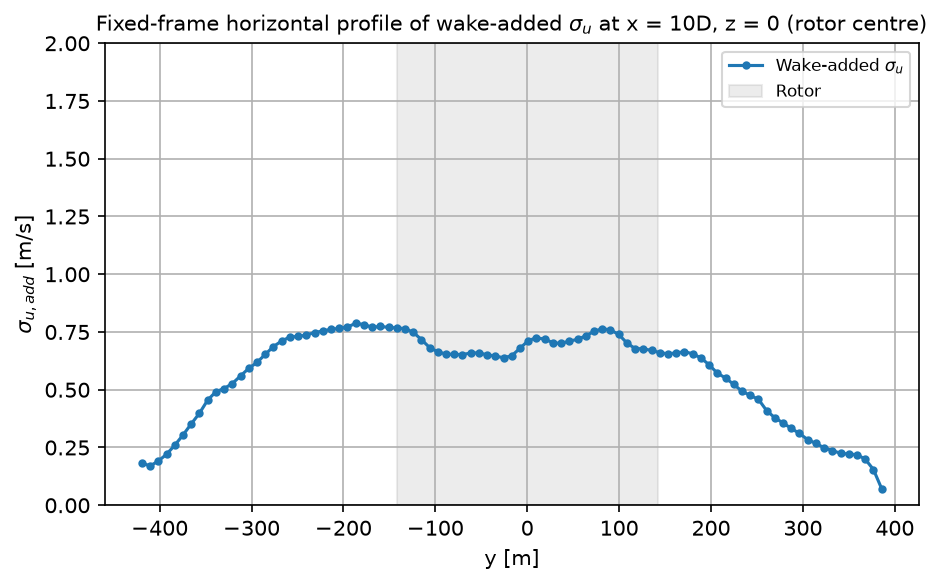 Fixed-frame horizontal profile of wake-added σu at x = 10D, z = 0 (rotor centre)
2.00
1.75
1.50
1.25
1.00
0.75
0.50
0.25
0.00
σu,add [m/s]
Wake-added σu
Rotor
−400 −300 −200 −100 0 100 200 300 400
y [m]